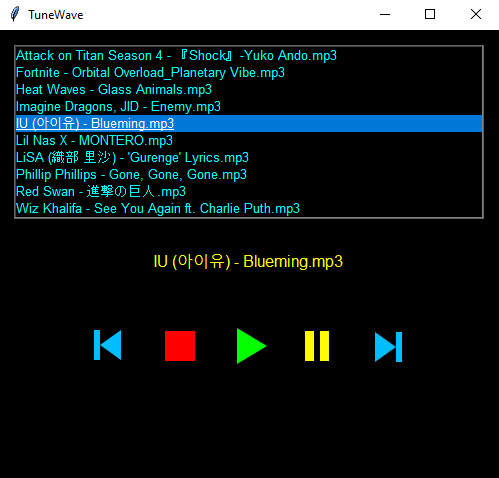 TuneWave
Attack on Titan Season 4 - 『Shock』-Yuko Ando.mp3
Fortnite - Orbital Overload_Planetary Vibe.mp3
Heat Waves - Glass Animals.mp3
Imagine Dragons, JID - Enemy.mp3
IU (아이유) - Blueming.mp3
Lil Nas X - MONTERO.mp3
LiSA (織部 里沙) - 'Gurenge' Lyrics.mp3
Phillip Phillips - Gone, Gone, Gone.mp3
Red Swan - 進撃の巨人.mp3
Wiz Khalifa - See You Again ft. Charlie Puth.mp3
IU (아이유) - Blueming.mp3